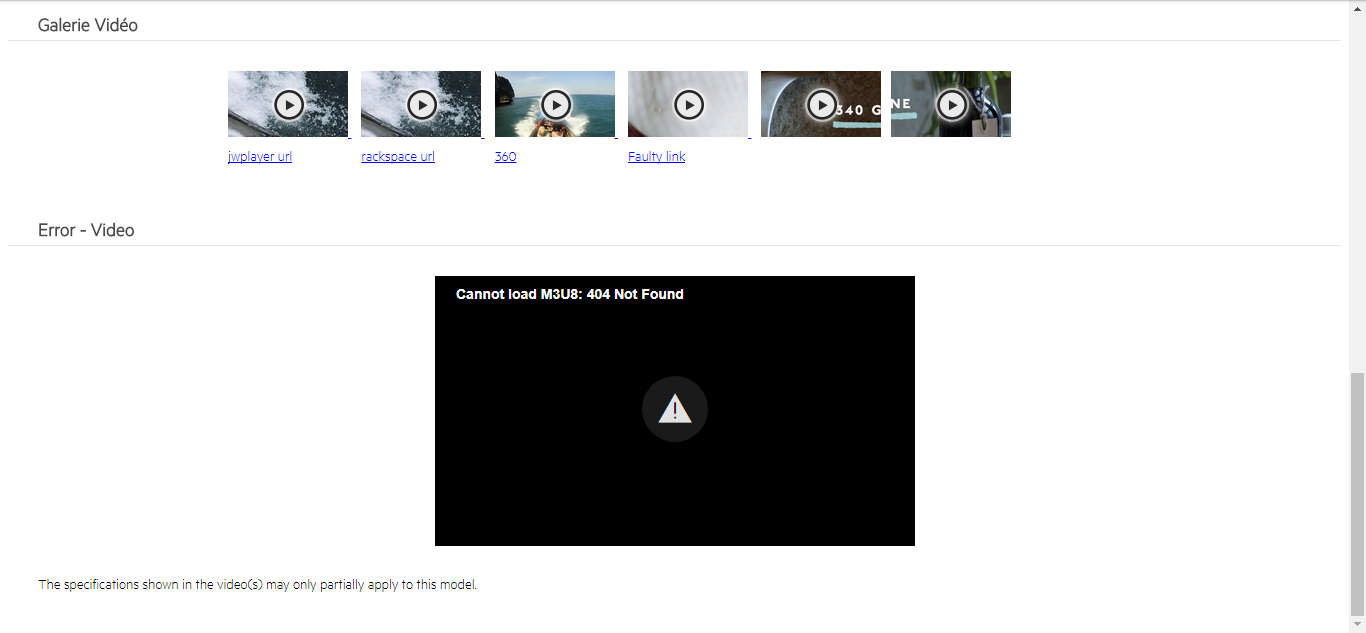 Galerie Vidéo
340 G
NE
jwplayer url
rackspace url
360
Faulty link
Error - Video
Cannot load M3U8: 404 Not Found
The specifications shown in the video(s) may only partially apply to this model.